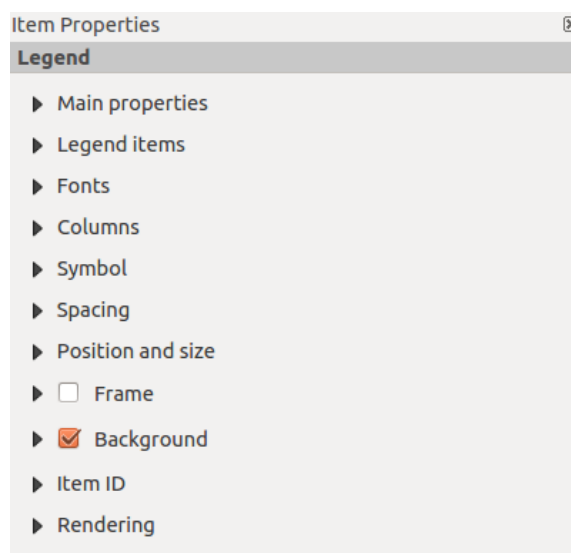 Item Properties
Legend
Main properties
Legend items
Fonts
Columns
Symbol
Spacing
Position and size
Frame
Background
Item ID
Rendering